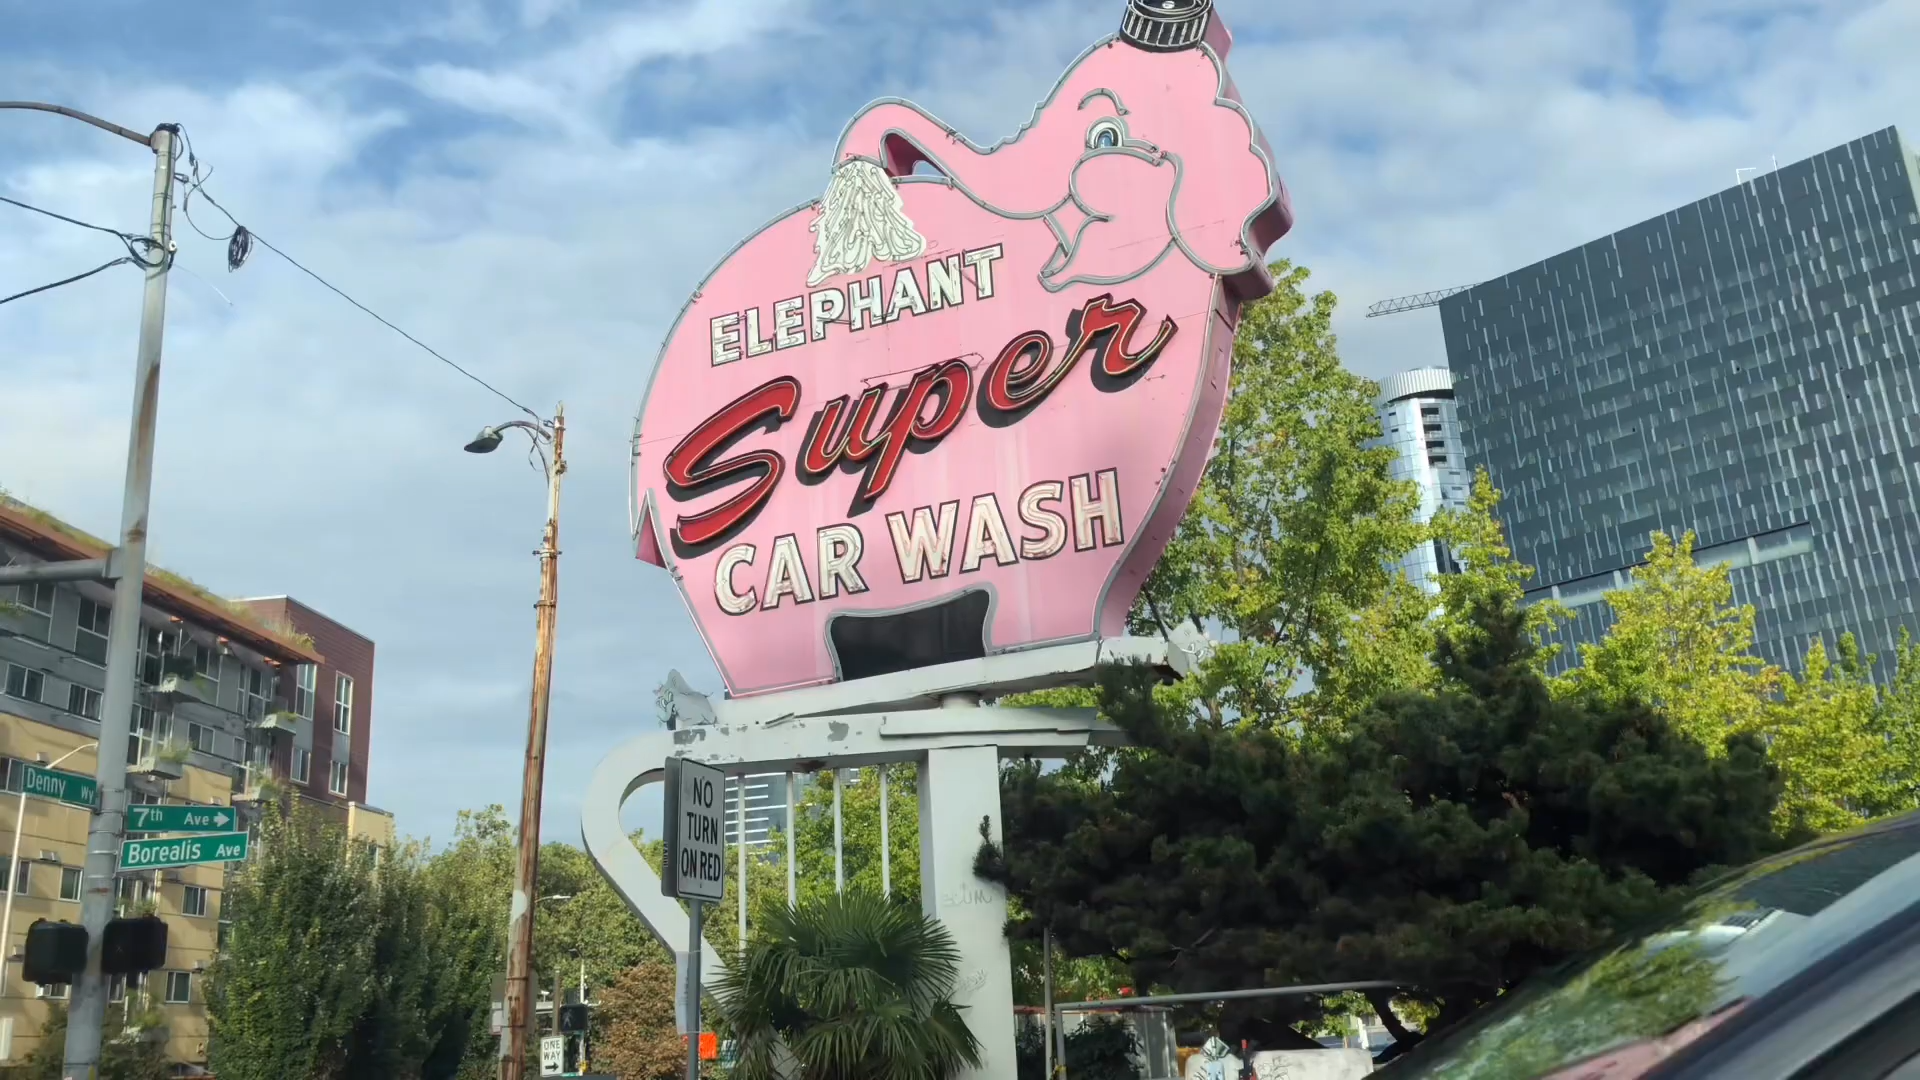 ELEPHANT
Super
CAR WASH
Denny Wy
7th Ave
Borealis Ave
NO
TURN
ON RED
ONE
WAY